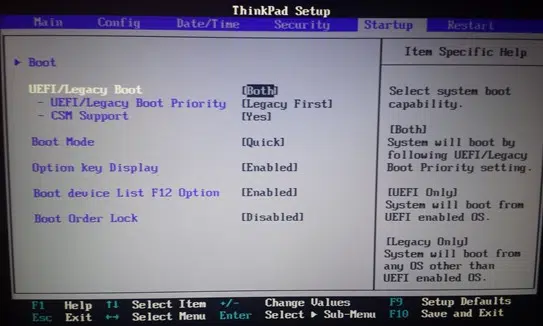 ThinkPad Setup
Main Config Date/Time Security Startup Restart
Item Specific Help
▶ Boot
UEFI/Legacy Boot [Both]
- UEFI/Legacy Boot Priority [Legacy First]
- CSM Support [Yes]
Boot Mode [Quick]
Option key Display [Enabled]
Boot device List F12 Option [Enabled]
Boot Order Lock [Disabled]
Select system boot
capability.
[Both]
System will boot by
following UEFI/Legacy
Boot Priority setting.
[UEFI Only]
System will boot from
UEFI enabled OS.
[Legacy Only]
System will boot from
any OS other than
UEFI enabled OS.
F1 Help ↑↓ Select Item +/- Change Values F9 Setup Defaults
Esc Exit ↔ Select Menu Enter Select ▶ Sub-Menu F10 Save and Exit